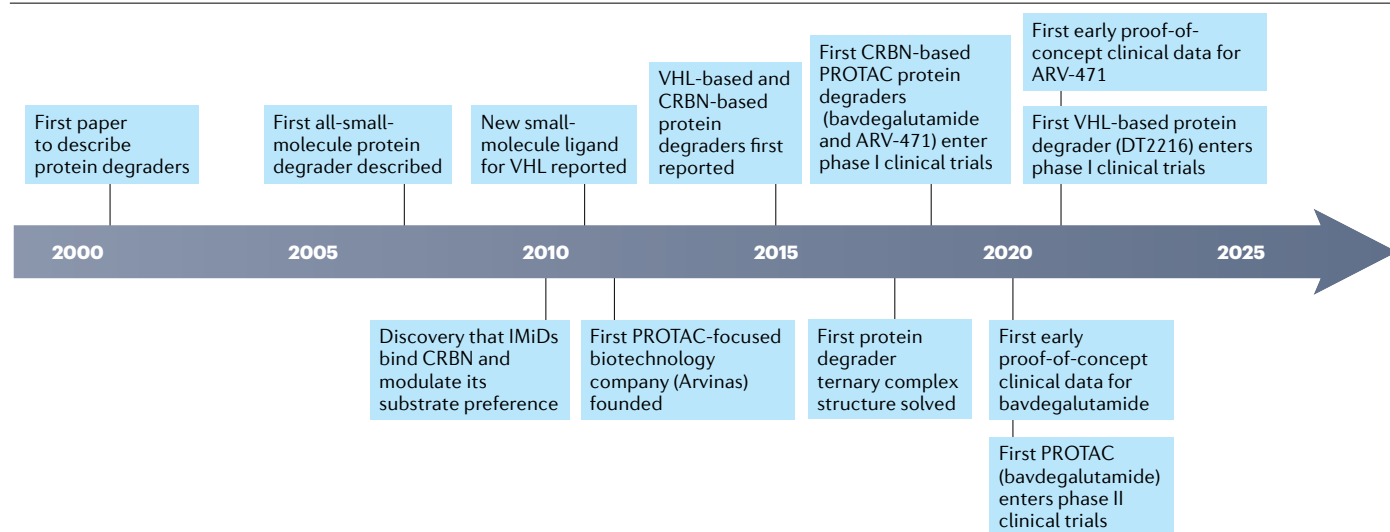 First paper
to describe
protein degraders
First all-small-
molecule protein
degrader described
New small-
molecule ligand
for VHL reported
VHL-based and
CRBN-based
protein
degraders first
reported
First CRBN-based
PROTAC protein
degraders
(bavdegalutamide
and ARV-471) enter
phase I clinical trials
First early proof-of-
concept clinical data for
ARV-471
First VHL-based protein
degrader (DT2216) enters
phase I clinical trials
2000
2005
2010
2015
2020
2025
Discovery that IMiDs
bind CRBN and
modulate its
substrate preference
First PROTAC-focused
biotechnology
company (Arvinas)
founded
First protein
degrader
ternary complex
structure solved
First early
proof-of-concept
clinical data for
bavdegalutamide
First PROTAC
(bavdegalutamide)
enters phase II
clinical trials